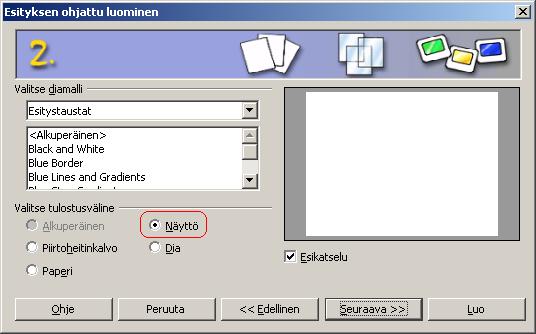 Esityksen ohjattu luominen
2.
Valitse diamalli
Esitystaustat
<Alkuperäinen>
Black and White
Blue Border
Blue Lines and Gradients
Valitse tulostusväline
Alkuperäinen
Näyttö
Piirtoheitinkalvo
Dia
Paperi
Esikatselu
Ohje
Peruuta
<< Edellinen
Seuraava >>
Luo